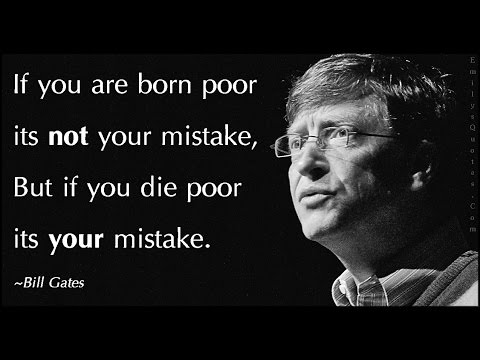 If you are born poor
its not your mistake,
But if you die poor
its your mistake.
~Bill Gates
EmilysQuotes.Com